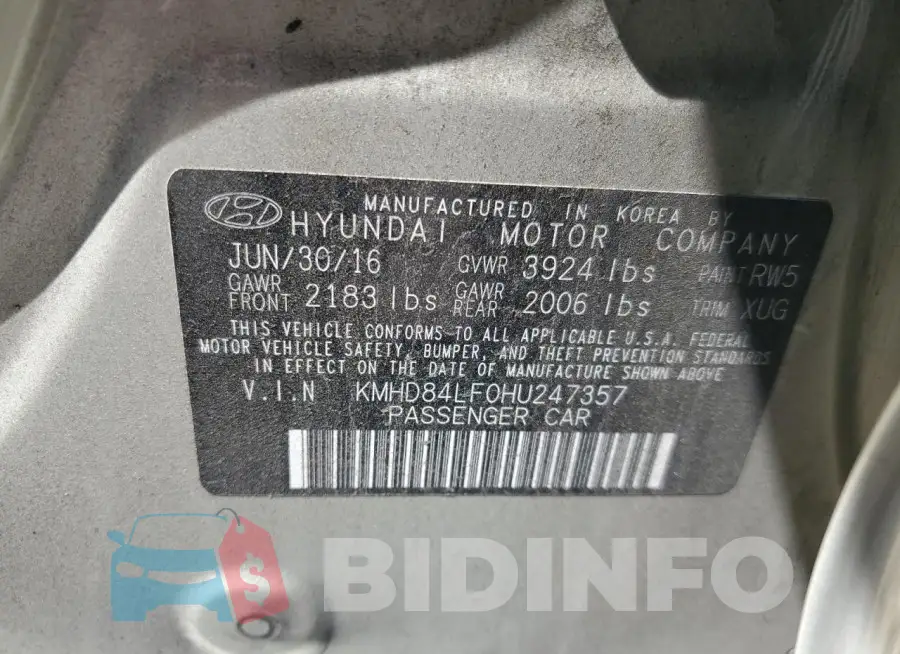 MANUFACTURED IN KOREA BY
HYUNDAI MOTOR COMPANY
JUN/30/16 GVWR 3924 lbs PAINT RW5
GAWR FRONT 2183 lbs GAWR REAR 2006 lbs TRIM XUG
THIS VEHICLE CONFORMS TO ALL APPLICABLE U.S.A. FEDERAL
MOTOR VEHICLE SAFETY, BUMPER, AND THEFT PREVENTION STANDARDS
IN EFFECT ON THE DATE OF MANUFACTURE SHOWN ABOVE
V.I.N KMHD84LF0HU247357
PASSENGER CAR
$ BIDINFO